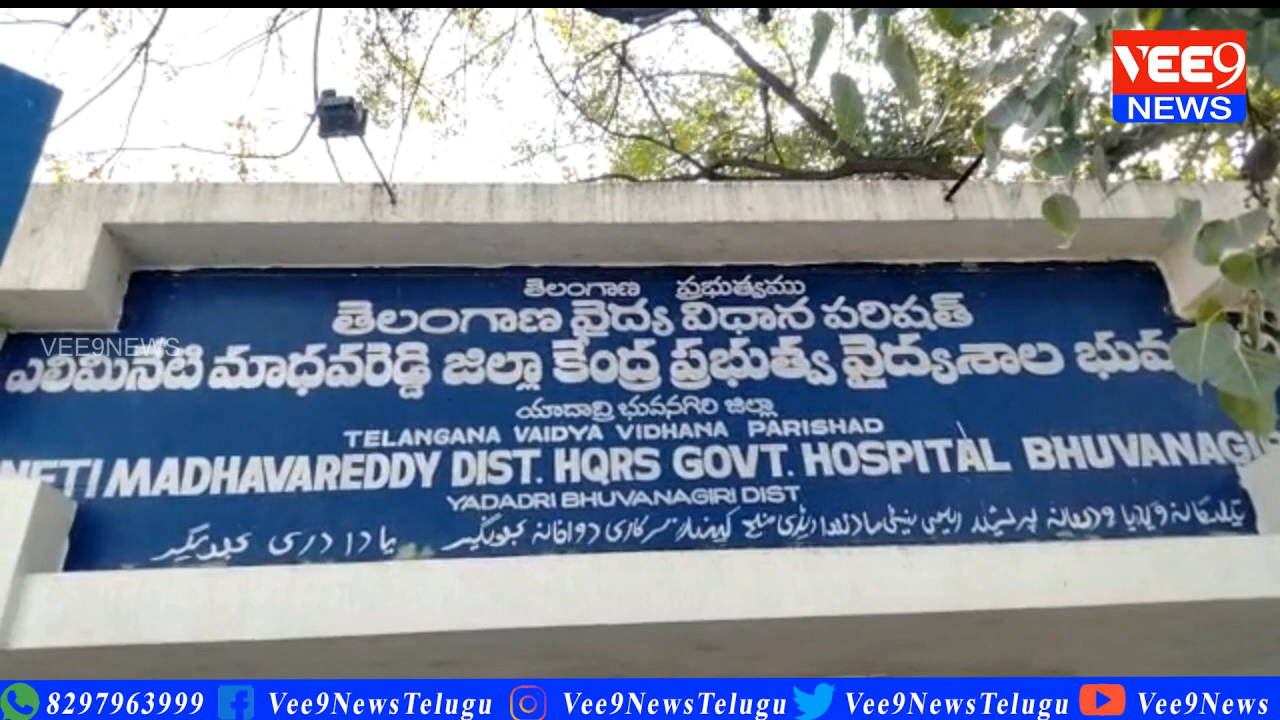 VEE9
NEWS
తెలంగాణ ప్రభుత్వము
తెలంగాణ వైద్య విధాన పరిషత్
VEE9NEWS
ఎలిమినేటి మాధవరెడ్డి జిల్లా కేంద్ర ప్రభుత్వ వైద్యశాల భువ
యాదాద్రి భువనగిరి జిల్లా
TELANGANA VAIDYA VIDHANA PARISHAD
NETI MADHAVAREDDY DIST. HQRS GOVT. HOSPITAL BHUVANAGI
YADADRI BHUVANAGIRI DIST
سرکاری دواخانہ بھونگیر
یادادری بھونگیر
8297963999 Vee9NewsTelugu Vee9NewsTelugu Vee9NewsTelugu Vee9News